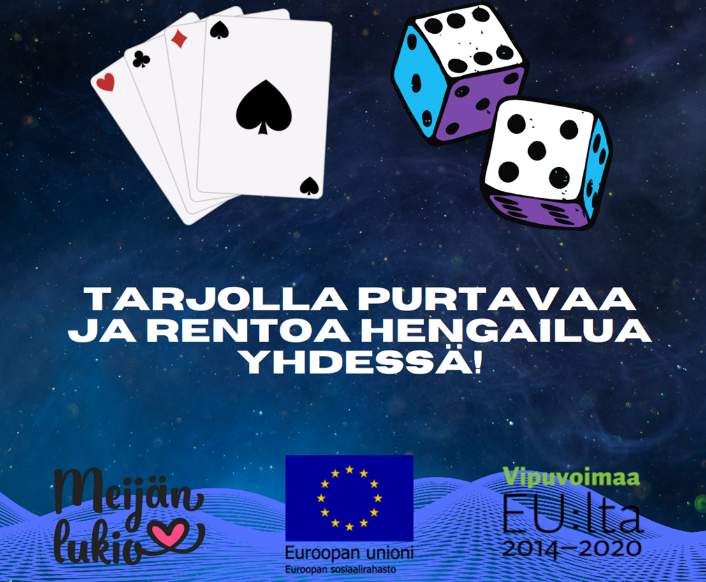 TARJOLLA PURTAVAA
JA RENTOA HENGAILUA
YHDESSÄ!
Meijän
lukio
Euroopan unioni
Euroopan sosiaalirahasto
Vipuvoimaa
EU:lta
2014–2020